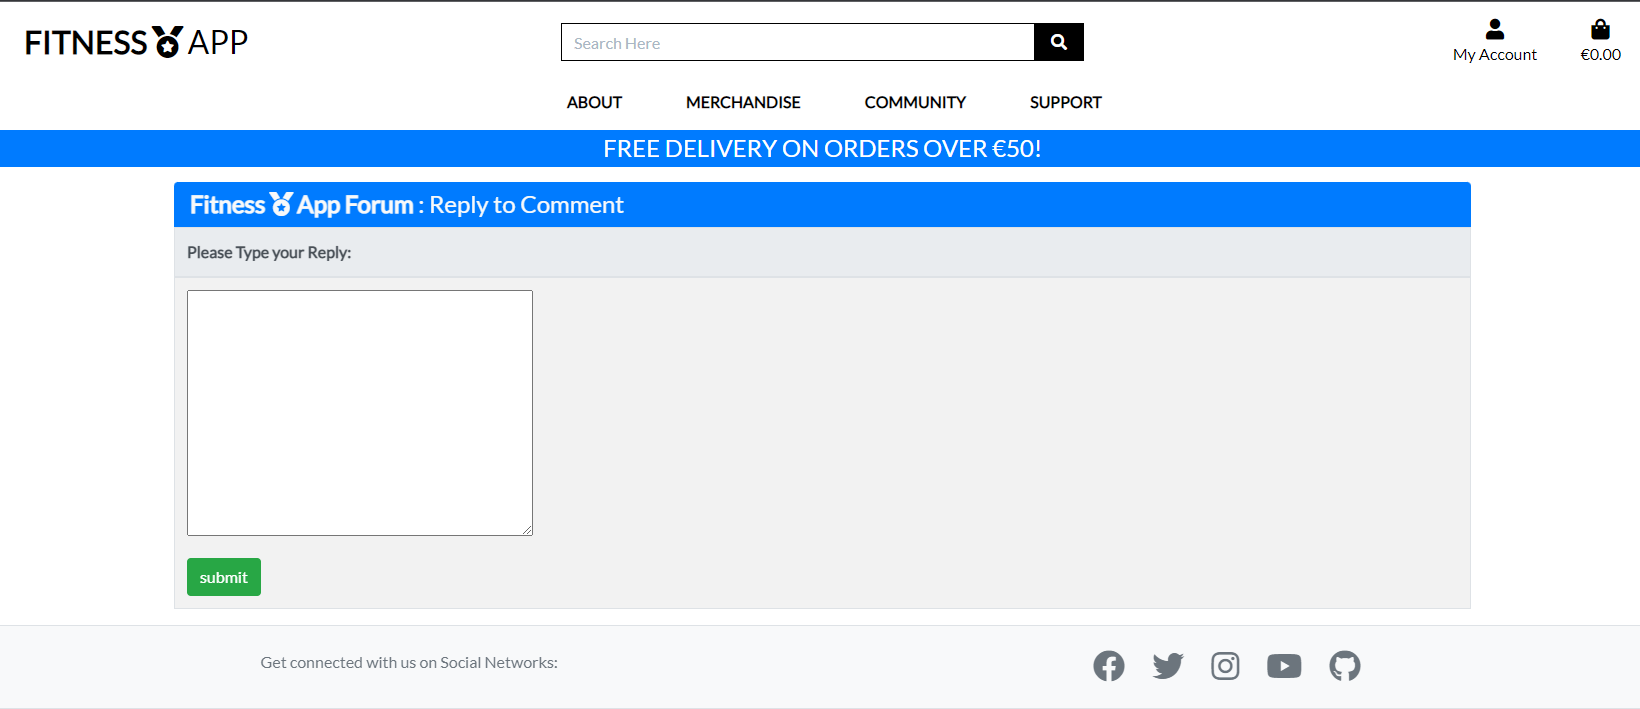 FITNESS APP
Search Here
My Account
€0.00
ABOUT MERCHANDISE COMMUNITY SUPPORT
FREE DELIVERY ON ORDERS OVER €50!
Fitness App Forum : Reply to Comment
Please Type your Reply:
submit
Get connected with us on Social Networks: